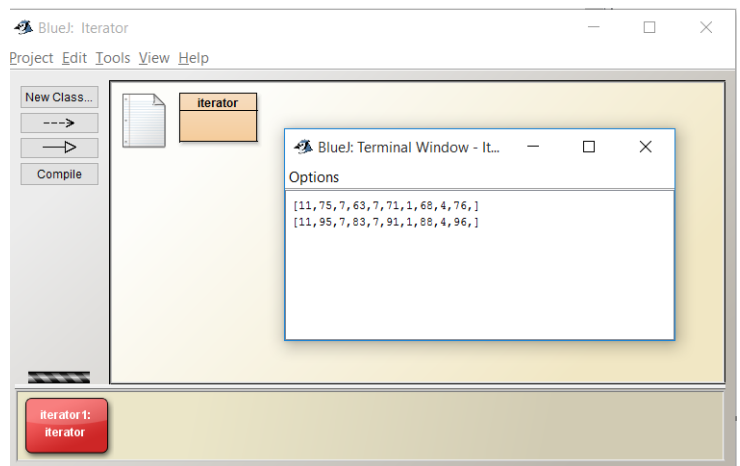 BlueJ: Iterator
Project Edit Tools View Help
New Class...
--->
Compile
iterator
BlueJ: Terminal Window - It...
Options
[11,75,7,63,7,71,1,68,4,76,]
[11,95,7,83,7,91,1,88,4,96,]
iterator1:
iterator